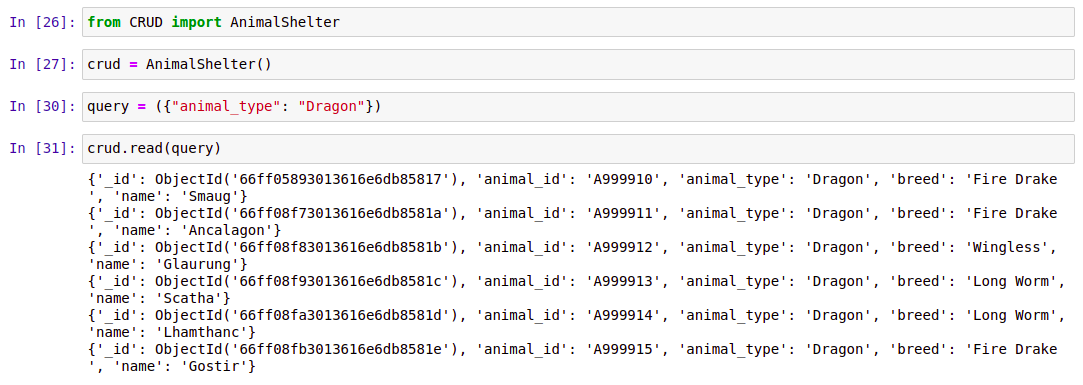 In [26]: from CRUD import AnimalShelter
In [27]: crud = AnimalShelter()
In [30]: query = ({"animal_type": "Dragon"})
In [31]: crud.read(query)
{'_id': ObjectId('66ff05893013616e6db85817'), 'animal_id': 'A999910', 'animal_type': 'Dragon', 'breed': 'Fire Drake
', 'name': 'Smaug'}
{'_id': ObjectId('66ff08f73013616e6db8581a'), 'animal_id': 'A999911', 'animal_type': 'Dragon', 'breed': 'Fire Drake
', 'name': 'Ancalagon'}
{'_id': ObjectId('66ff08f83013616e6db8581b'), 'animal_id': 'A999912', 'animal_type': 'Dragon', 'breed': 'Wingless',
'name': 'Glaurung'}
{'_id': ObjectId('66ff08f93013616e6db8581c'), 'animal_id': 'A999913', 'animal_type': 'Dragon', 'breed': 'Long Worm',
'name': 'Scatha'}
{'_id': ObjectId('66ff08fa3013616e6db8581d'), 'animal_id': 'A999914', 'animal_type': 'Dragon', 'breed': 'Long Worm',
'name': 'Lhamthanc'}
{'_id': ObjectId('66ff08fb3013616e6db8581e'), 'animal_id': 'A999915', 'animal_type': 'Dragon', 'breed': 'Fire Drake
', 'name': 'Gostir'}